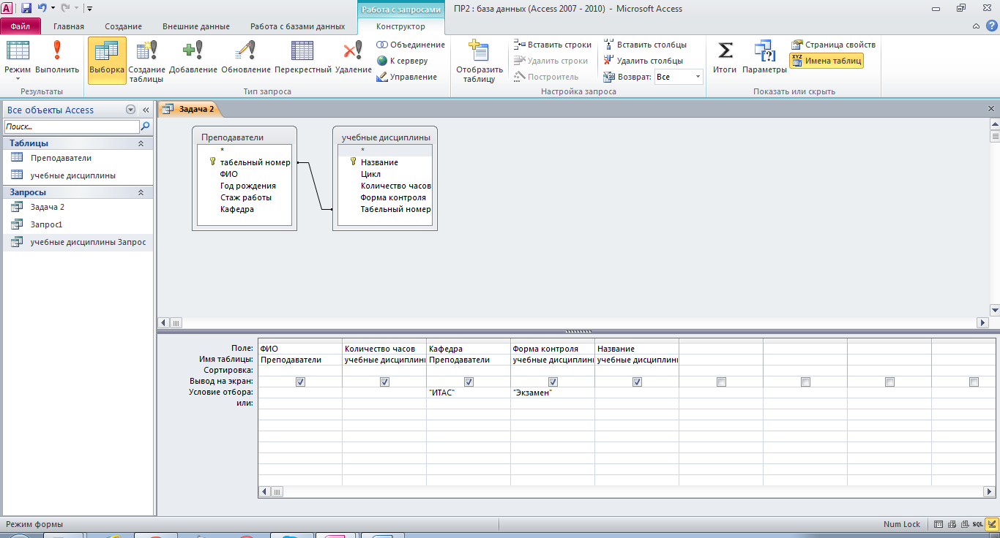 Работа с запросами
ПР2 : база данных (Access 2007 - 2010) - Microsoft Access
Файл Главная Создание Внешние данные Работа с базами данных Конструктор
Режим Выполнить
Результаты
Выборка Создание таблицы Добавление Обновление Перекрестный Удаление
Объединение
К серверу
Управление
Тип запроса
Отобразить таблицу
Вставить строки
Удалить строки
Построитель
Вставить столбцы
Удалить столбцы
Возврат: Все
Настройка запроса
Итоги Параметры
Страница свойств
XYZ Имена таблиц
Показать или скрыть
Все объекты Access
Поиск...
Таблицы
Преподаватели
учебные дисциплины
Запросы
Задача 2
Запрос1
учебные дисциплины Запрос
Задача 2
Преподаватели
*
табельный номер
ФИО
Год рождения
Стаж работы
Кафедра
учебные дисциплины
*
Название
Цикл
Количество часов
Форма контроля
Табельный номер
Поле: ФИО Количество часов Кафедра Форма контроля Название
Имя таблицы: Преподаватели учебные дисциплин Преподаватели учебные дисциплин учебные дисциплин
Сортировка:
Вывод на экран:
Условие отбора: "ИТАС" "Экзамен"
или:
Режим формы
Num Lock
SQL